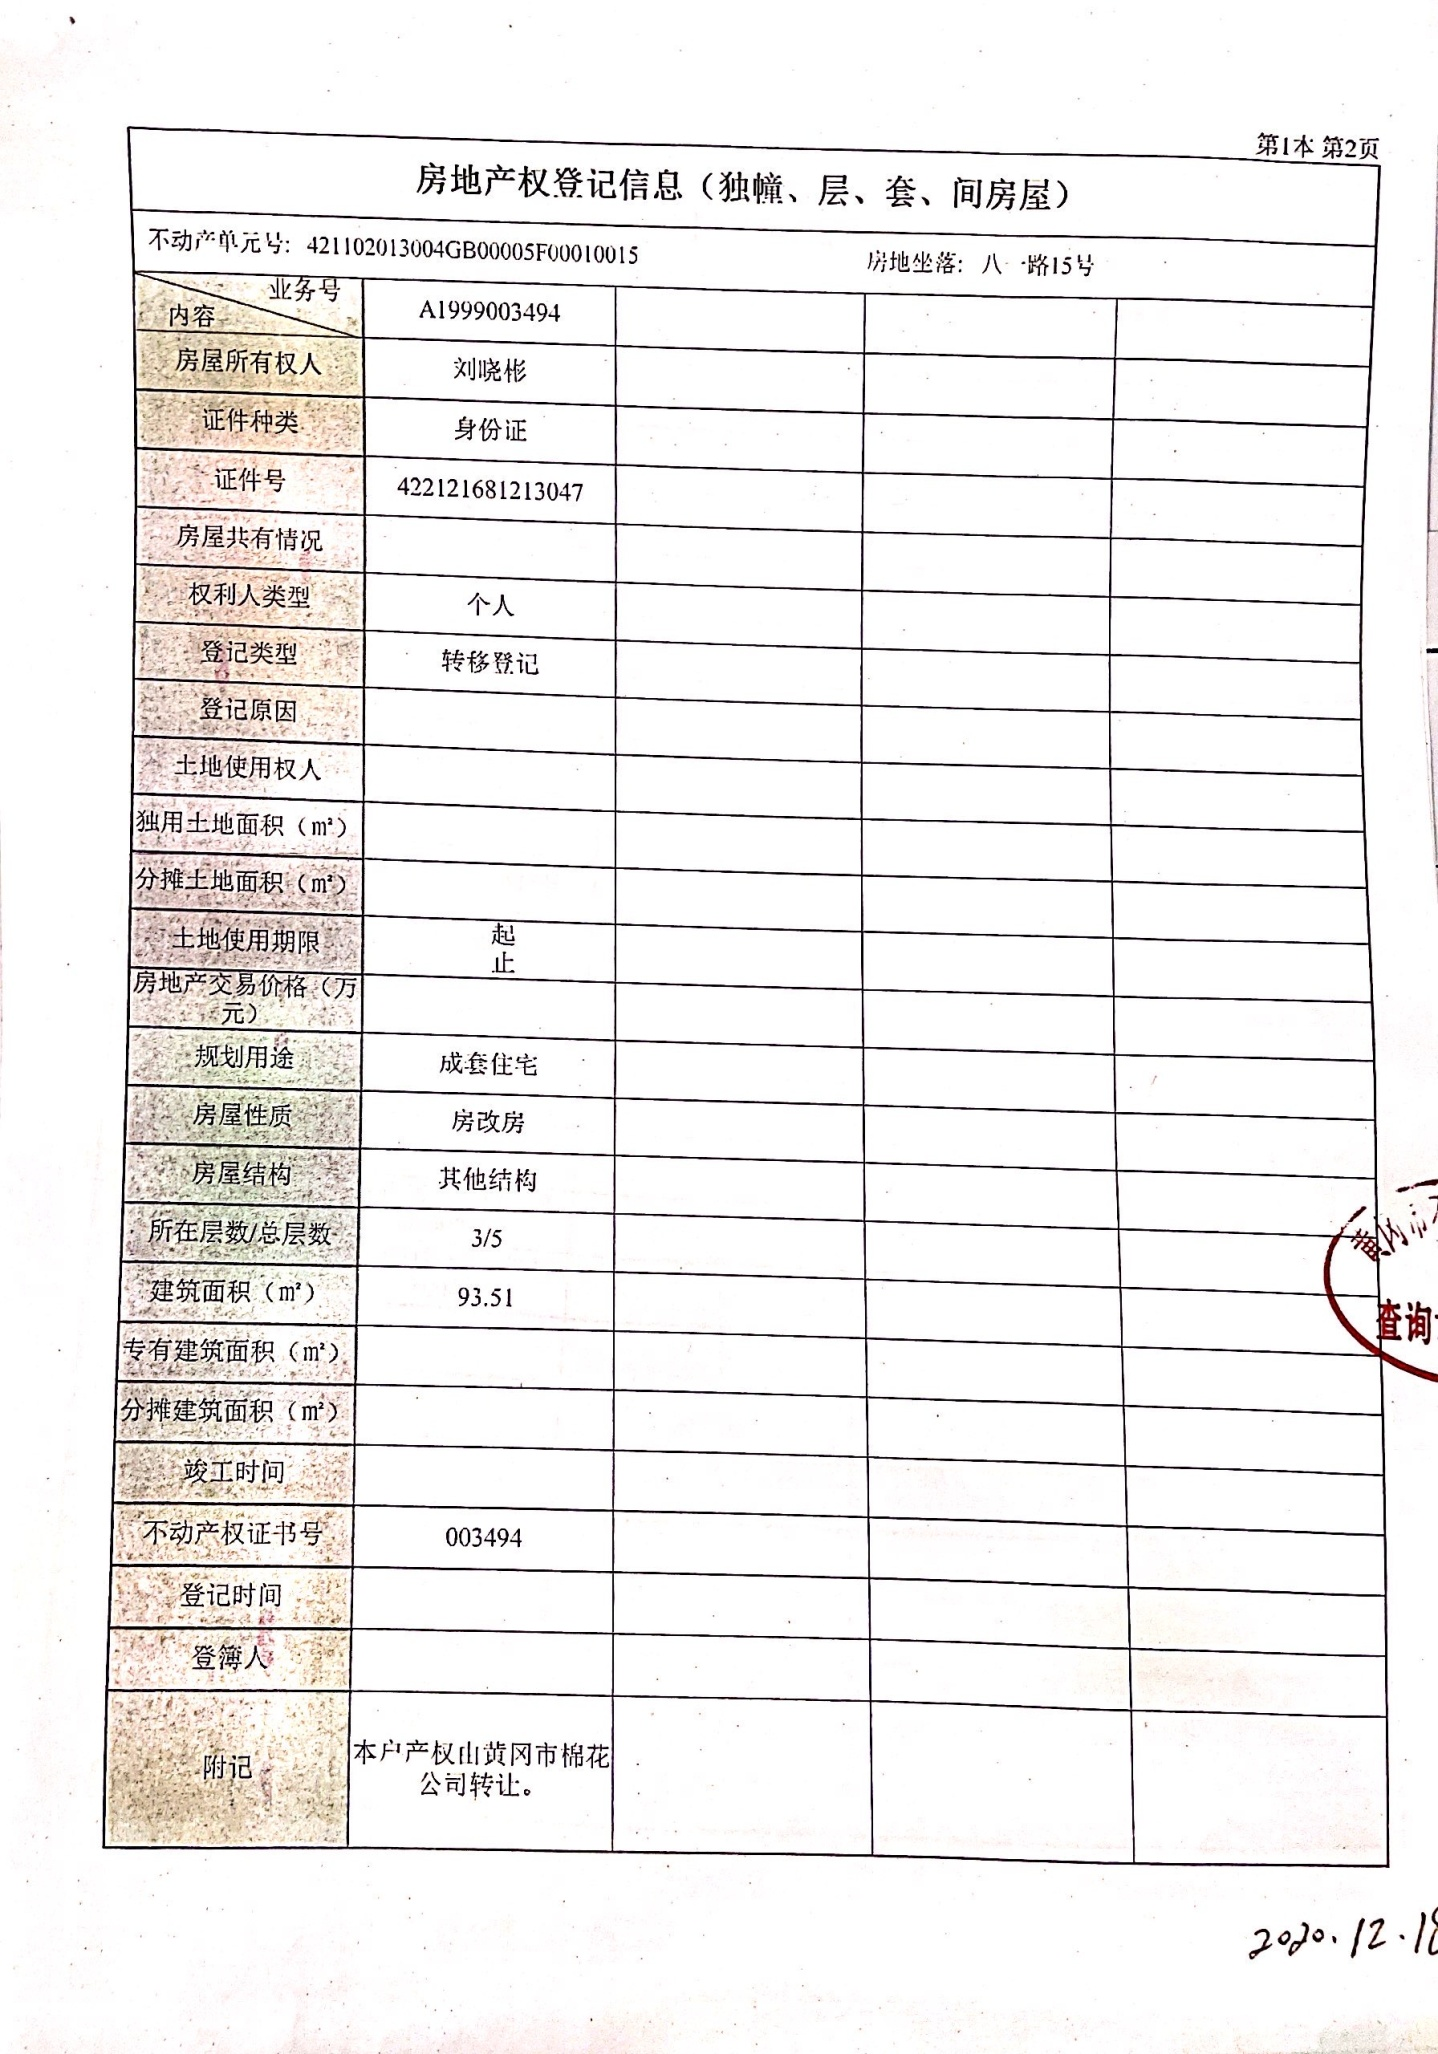 第1本 第2页
房地产权登记信息（独幢、层、套、间房屋）
不动产单元号: 421102013004GB00005F00010015 房地坐落: 八一路15号
业务号
内容 A1999003494
房屋所有权人 刘晓彬
证件种类 身份证
证件号 422121681213047
房屋共有情况
权利人类型 个人
登记类型 转移登记
登记原因
土地使用权人
独用土地面积（㎡）
分摊土地面积（㎡）
土地使用期限 起
止
房地产交易价格（万
元）
规划用途 成套住宅
房屋性质 房改房
房屋结构 其他结构
所在层数/总层数 3/5
建筑面积（㎡） 93.51
专有建筑面积（㎡）
分摊建筑面积（㎡）
竣工时间
不动产权证书号 003494
登记时间
登簿人
附记 本户产权由黄冈市棉花
公司转让。
黄冈市
查询
2020.12.18